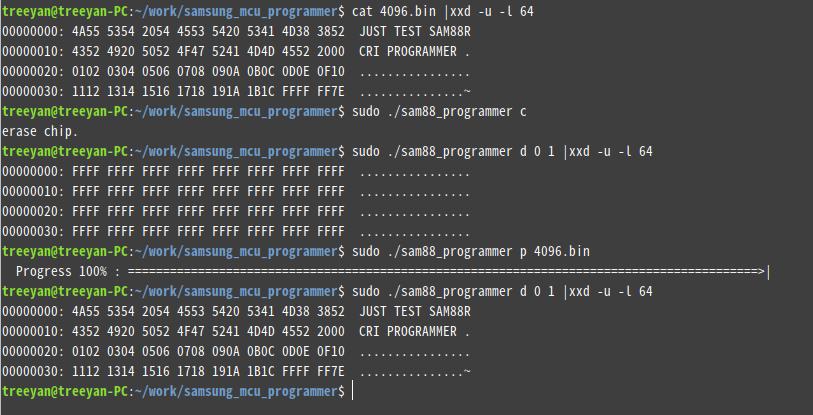 treeyan@treeyan-PC:~/work/samsung_mcu_programmer$ cat 4096.bin |xxd -u -l 64
00000000: 4A55 5354 2054 4553 5420 5341 4D38 3852  JUST TEST SAM88R
00000010: 4352 4920 5052 4F47 5241 4D4D 4552 2000  CRI PROGRAMMER .
00000020: 0102 0304 0506 0708 090A 0B0C 0D0E 0F10  ................
00000030: 1112 1314 1516 1718 191A 1B1C FFFF FF7E  ...............~
treeyan@treeyan-PC:~/work/samsung_mcu_programmer$ sudo ./sam88_programmer c
erase chip.
treeyan@treeyan-PC:~/work/samsung_mcu_programmer$ sudo ./sam88_programmer d 0 1 |xxd -u -l 64
00000000: FFFF FFFF FFFF FFFF FFFF FFFF FFFF FFFF  ................
00000010: FFFF FFFF FFFF FFFF FFFF FFFF FFFF FFFF  ................
00000020: FFFF FFFF FFFF FFFF FFFF FFFF FFFF FFFF  ................
00000030: FFFF FFFF FFFF FFFF FFFF FFFF FFFF FFFF  ................
treeyan@treeyan-PC:~/work/samsung_mcu_programmer$ sudo ./sam88_programmer p 4096.bin
  Progress 100% : ==========================================================================================>|
treeyan@treeyan-PC:~/work/samsung_mcu_programmer$ sudo ./sam88_programmer d 0 1 |xxd -u -l 64
00000000: 4A55 5354 2054 4553 5420 5341 4D38 3852  JUST TEST SAM88R
00000010: 4352 4920 5052 4F47 5241 4D4D 4552 2000  CRI PROGRAMMER .
00000020: 0102 0304 0506 0708 090A 0B0C 0D0E 0F10  ................
00000030: 1112 1314 1516 1718 191A 1B1C FFFF FF7E  ...............~
treeyan@treeyan-PC:~/work/samsung_mcu_programmer$